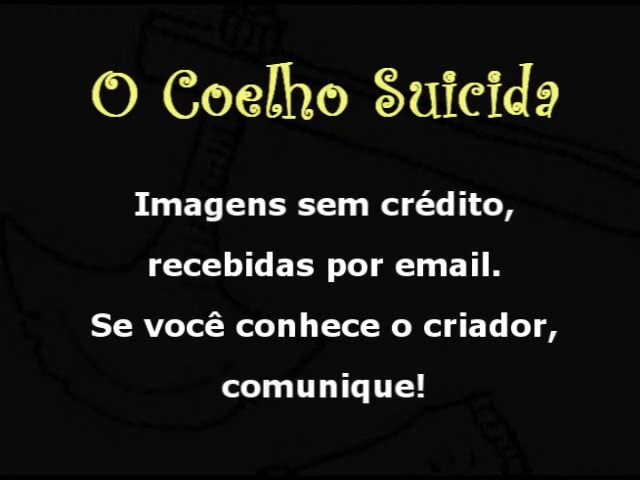 O Coelho Suicida
Imagens sem crédito,
recebidas por email.
Se você conhece o criador,
comunique!